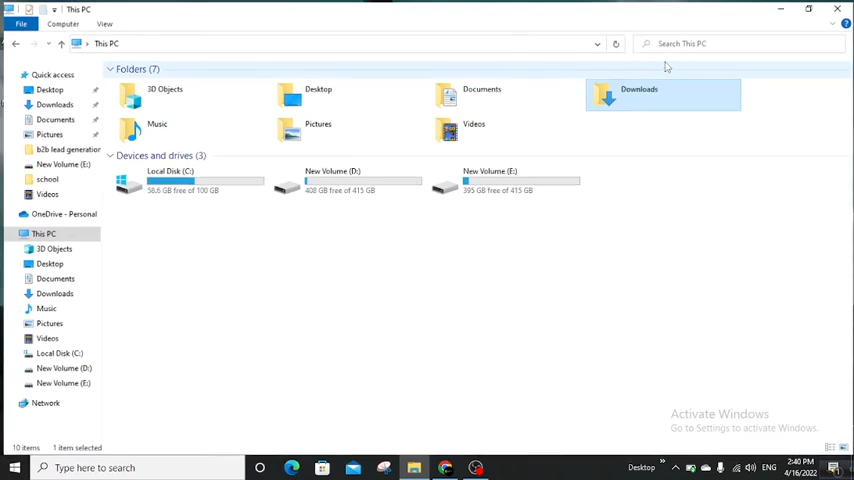 This PC
File Computer View
This PC
Search This PC
Quick access
Desktop
Downloads
Documents
Pictures
b2b lead generation
New Volume (E:)
school
Videos
OneDrive - Personal
This PC
3D Objects
Desktop
Documents
Downloads
Music
Pictures
Videos
Local Disk (C:)
New Volume (D:)
New Volume (E:)
Network
Folders (7)
3D Objects
Desktop
Documents
Downloads
Music
Pictures
Videos
Devices and drives (3)
Local Disk (C:)
58.6 GB free of 100 GB
New Volume (D:)
408 GB free of 415 GB
New Volume (E:)
395 GB free of 415 GB
Activate Windows
Go to Settings to activate Windows.
10 items 1 item selected
Type here to search
Desktop
ENG
2:40 PM
4/16/2022